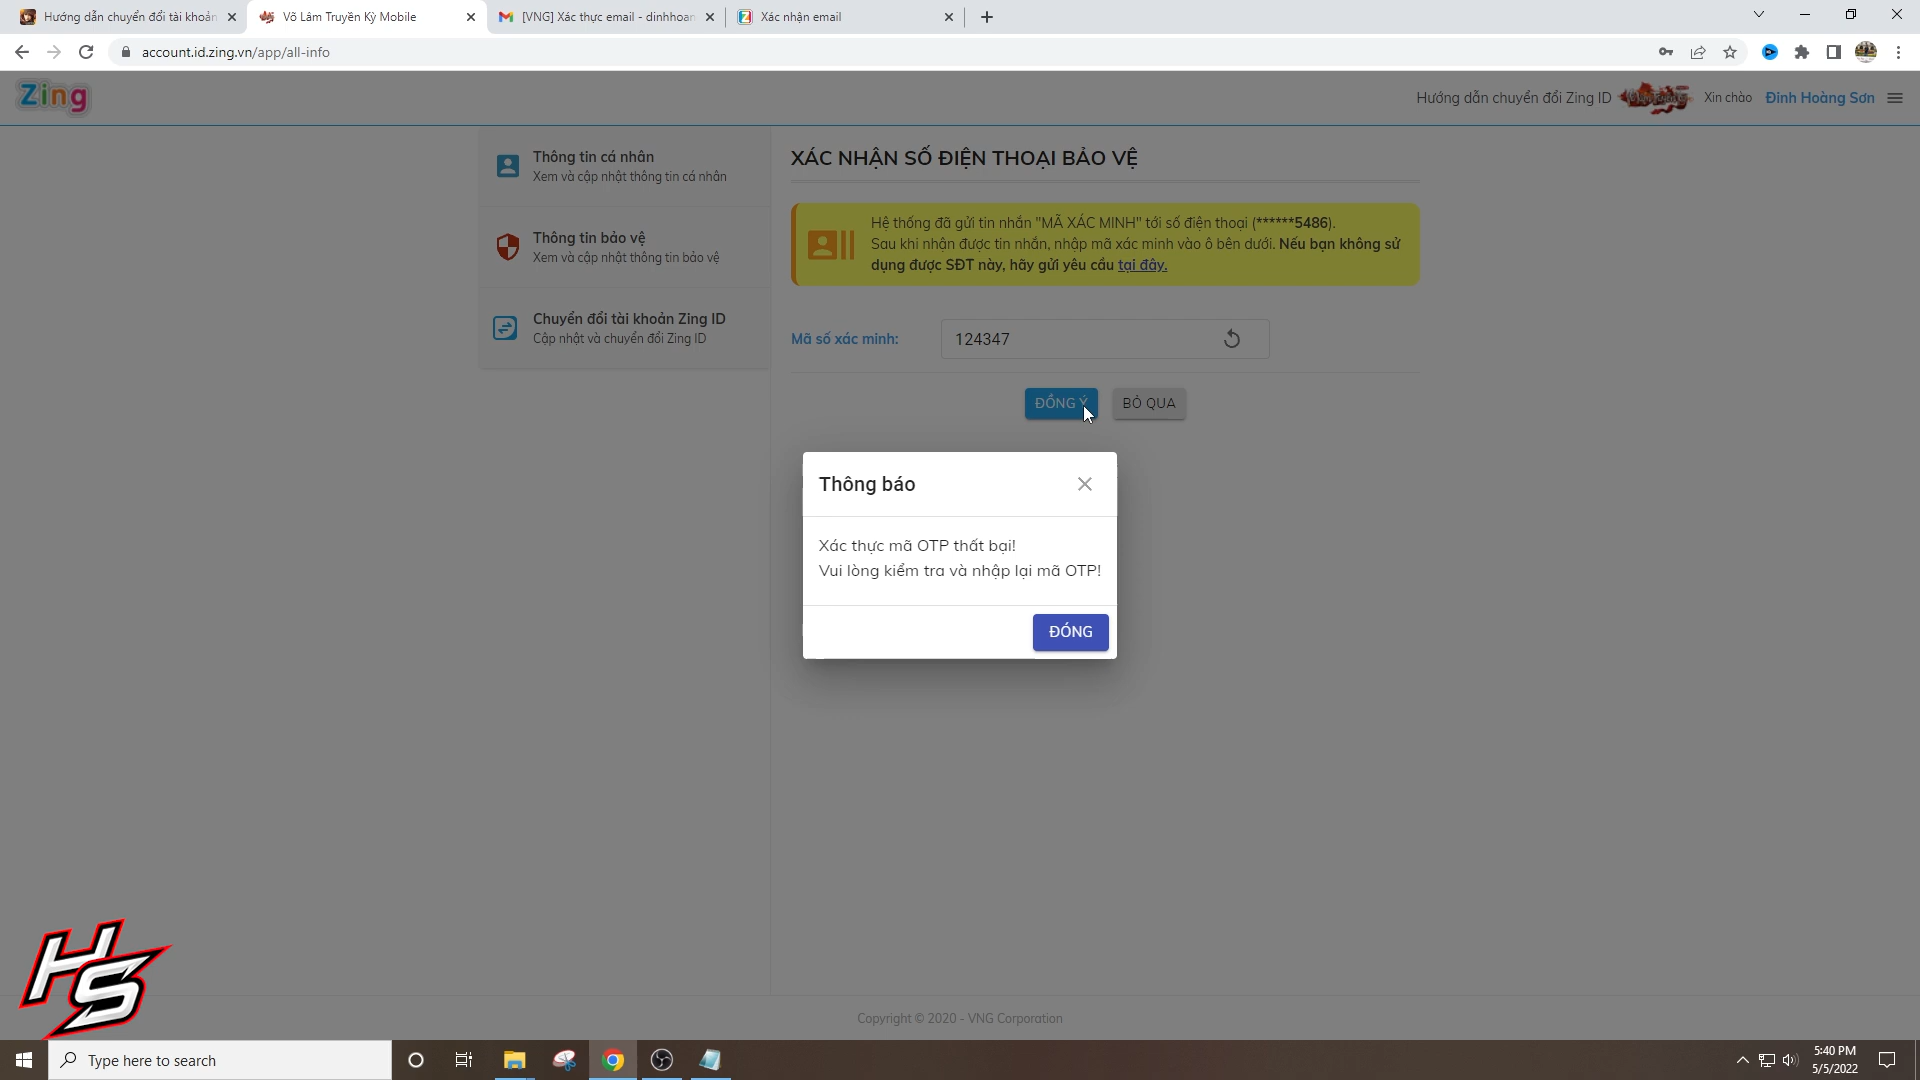 Hướng dẫn chuyển đổi tài khoản
Võ Lâm Truyền Kỳ Mobile
[VNG] Xác thực email - dinhhoan
Xác nhận email
account.id.zing.vn/app/all-info
Zing
Hướng dẫn chuyển đổi Zing ID
Xin chào
Đinh Hoàng Sơn
Thông tin cá nhân
Xem và cập nhật thông tin cá nhân
Thông tin bảo vệ
Xem và cập nhật thông tin bảo vệ
Chuyển đổi tài khoản Zing ID
Cập nhật và chuyển đổi Zing ID
XÁC NHẬN SỐ ĐIỆN THOẠI BẢO VỆ
Hệ thống đã gửi tin nhắn "MÃ XÁC MINH" tới số điện thoại (******5486).
Sau khi nhận được tin nhắn, nhập mã xác minh vào ô bên dưới. Nếu bạn không sử
dụng được SĐT này, hãy gửi yêu cầu tại đây.
Mã số xác minh:
124347
ĐỒNG Ý
BỎ QUA
Thông báo
Xác thực mã OTP thất bại!
Vui lòng kiểm tra và nhập lại mã OTP!
ĐÓNG
HS
Copyright © 2020 - VNG Corporation
Type here to search
5:40 PM
5/5/2022